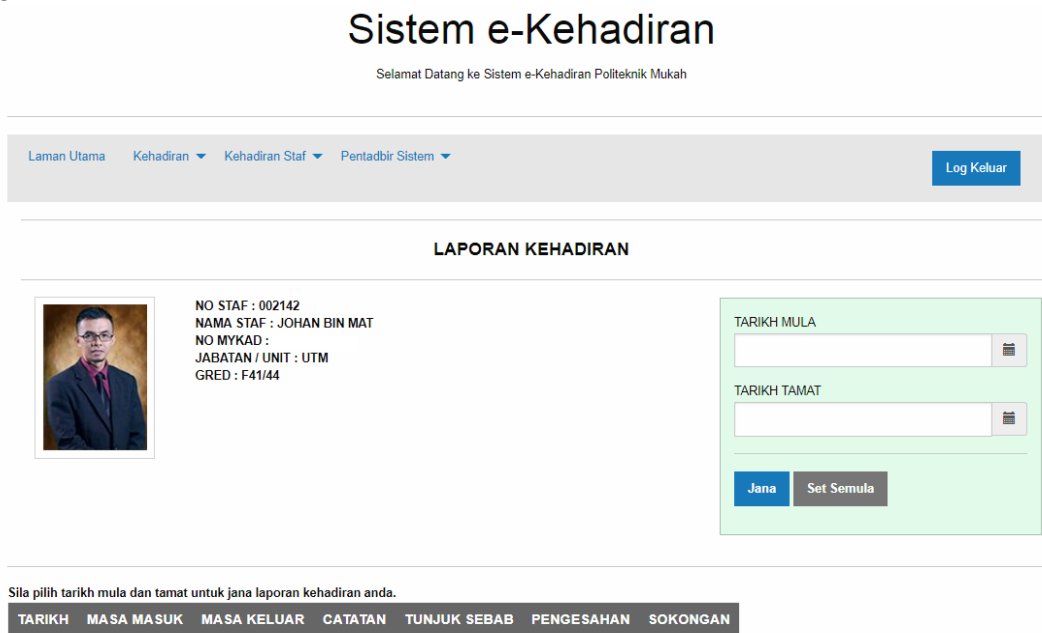 Sistem e-Kehadiran
Selamat Datang ke Sistem e-Kehadiran Politeknik Mukah
Laman Utama Kehadiran Kehadiran Staf Pentadbir Sistem
Log Keluar
LAPORAN KEHADIRAN
NO STAF : 002142
NAMA STAF : JOHAN BIN MAT
NO MYKAD :
JABATAN / UNIT : UTM
GRED : F41/44
TARIKH MULA
TARIKH TAMAT
Jana Set Semula
Sila pilih tarikh mula dan tamat untuk jana laporan kehadiran anda.
TARIKH MASA MASUK MASA KELUAR CATATAN TUNJUK SEBAB PENGESAHAN SOKONGAN